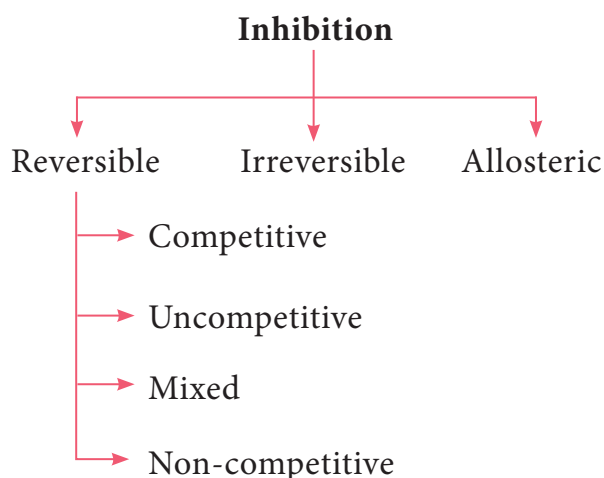 Inhibition
Reversible Irreversible Allosteric
Competitive
Uncompetitive
Mixed
Non-competitive